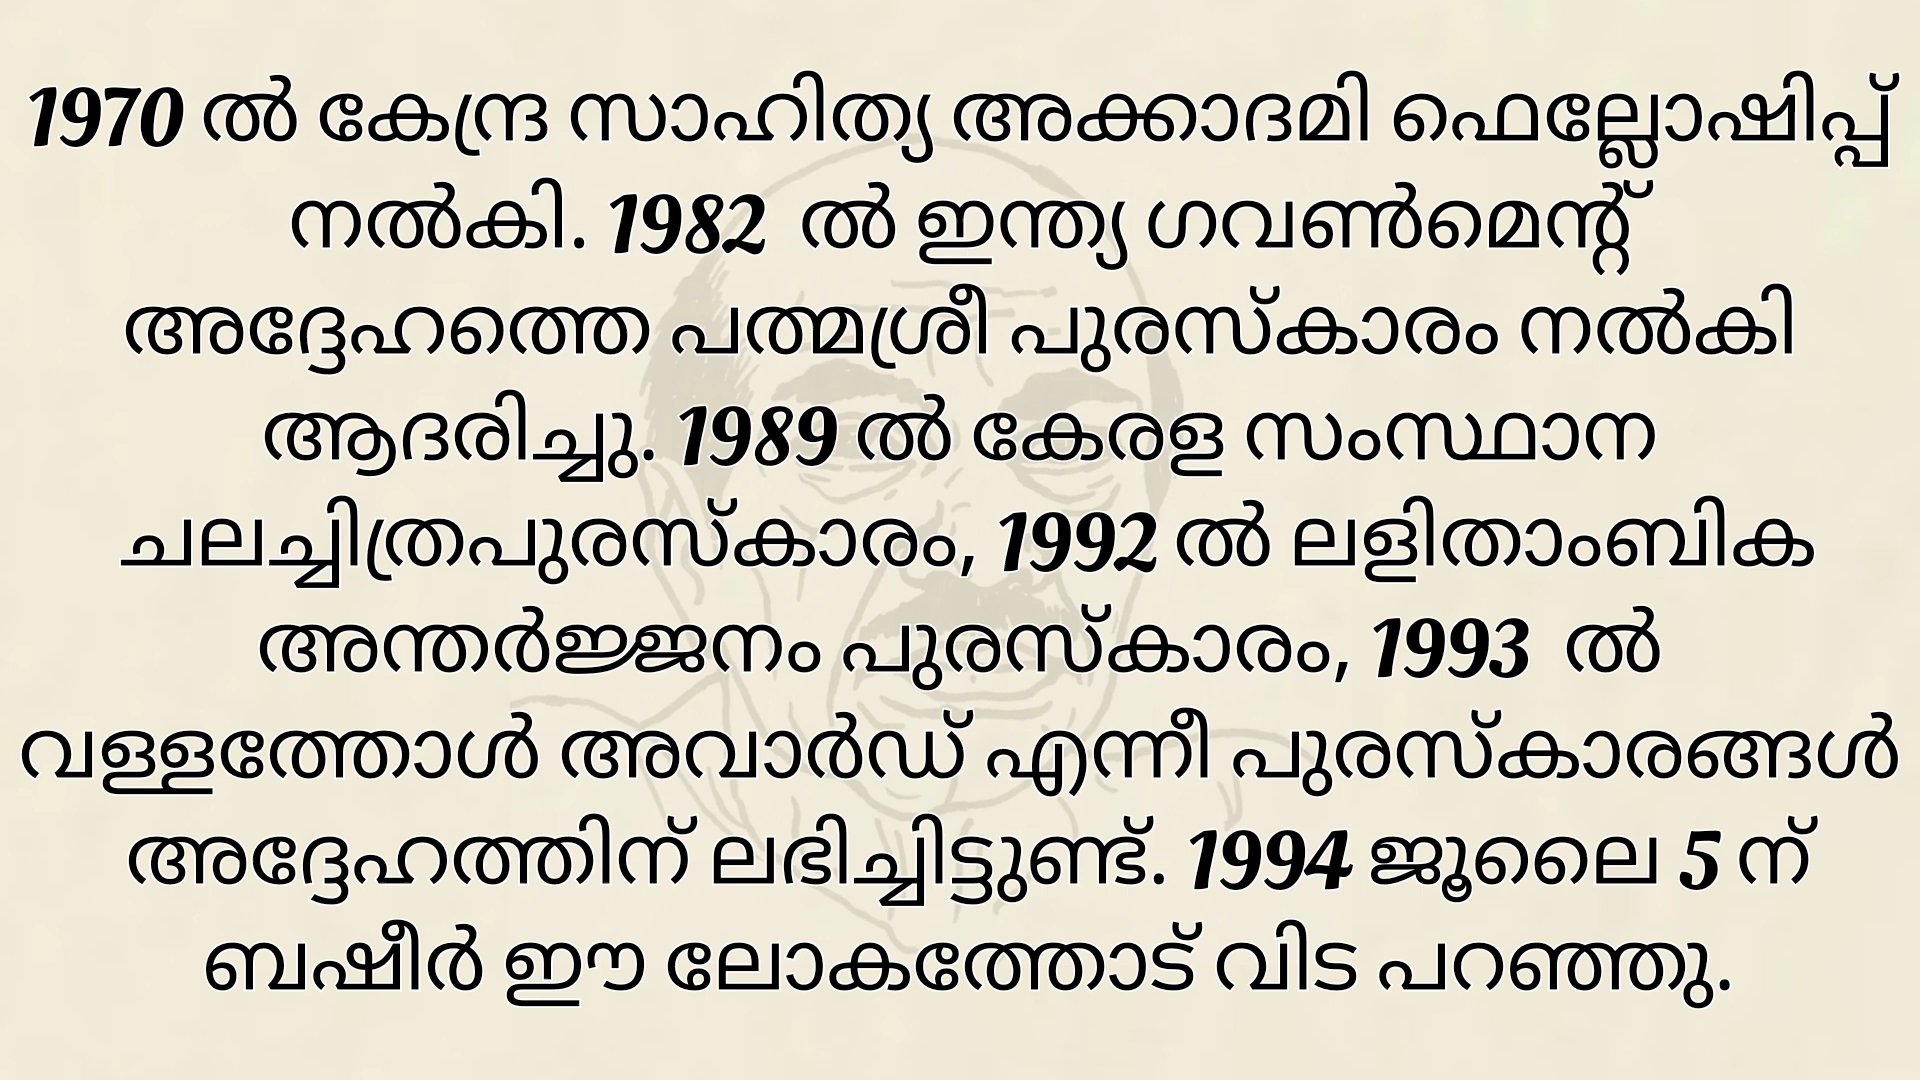 1970 ൽ കേന്ദ്ര സാഹിത്യ അക്കാദമി ഫെല്ലോഷിപ്പ്
നൽകി. 1982 ൽ ഇന്ത്യ ഗവൺമെന്റ്
അദ്ദേഹത്തെ പത്മശ്രീ പുരസ്കാരം നൽകി
ആദരിച്ചു. 1989 ൽ കേരള സംസ്ഥാന
ചലച്ചിത്രപുരസ്കാരം, 1992 ൽ ലളിതാംബിക
അന്തർജ്ജനം പുരസ്കാരം, 1993 ൽ
വള്ളത്തോൾ അവാർഡ് എന്നീ പുരസ്കാരങ്ങൾ
അദ്ദേഹത്തിന് ലഭിച്ചിട്ടുണ്ട്. 1994 ജൂലൈ 5 ന്
ബഷീർ ഈ ലോകത്തോട് വിട പറഞ്ഞു.